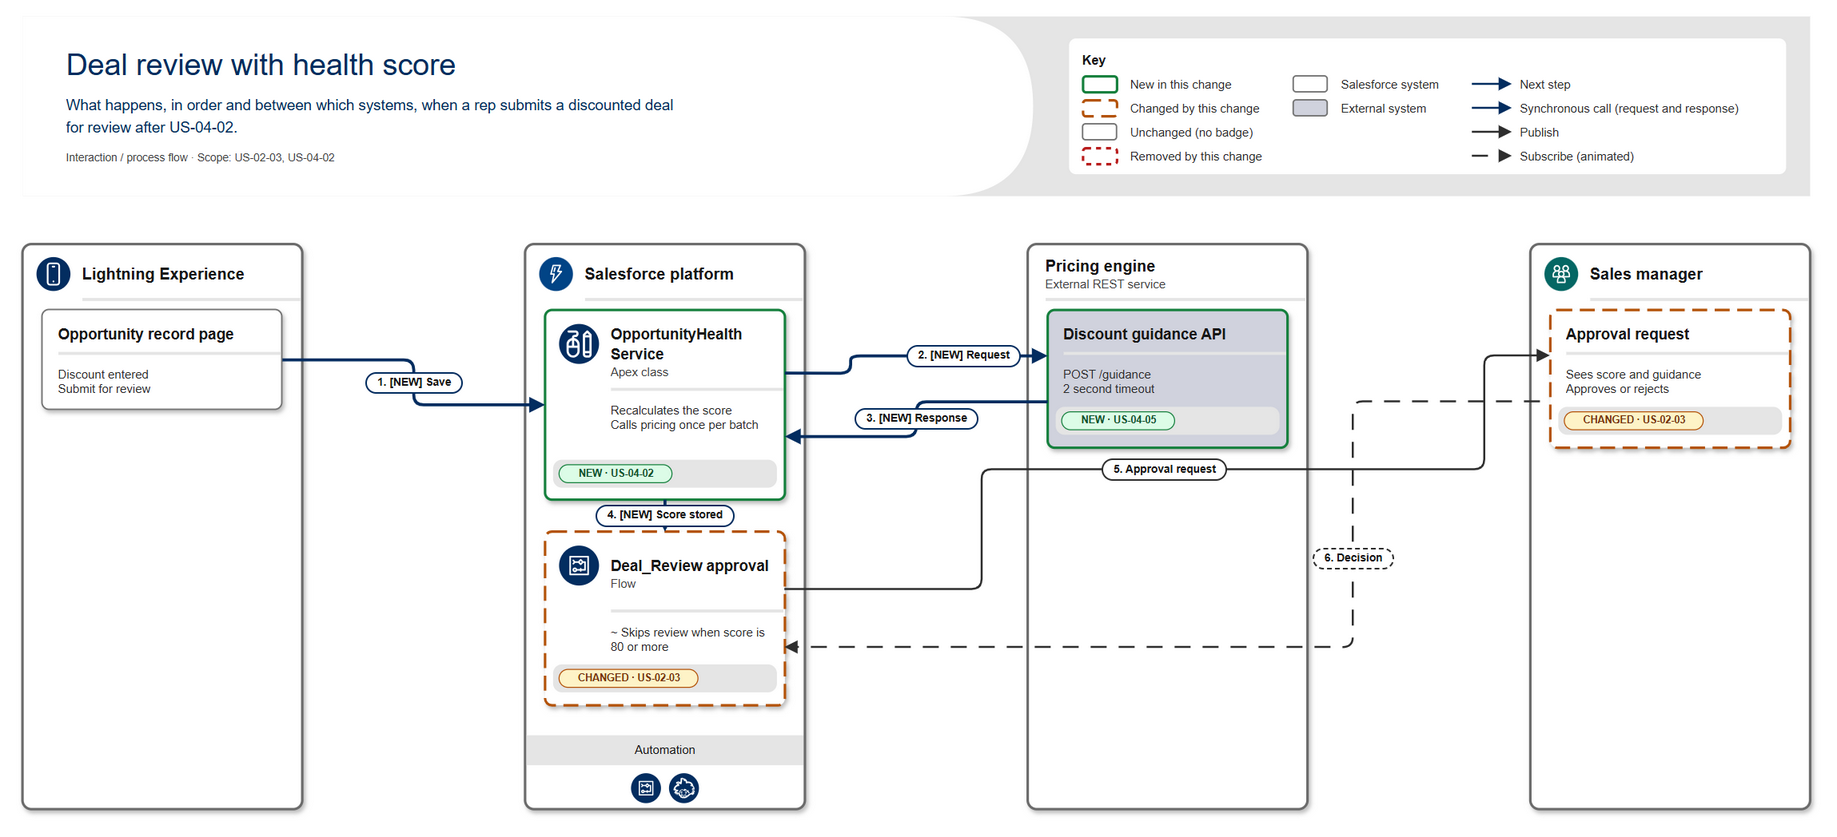 Deal review with health score
What happens, in order and between which systems, when a rep submits a discounted deal
for review after US-04-02.
Interaction / process flow · Scope: US-02-03, US-04-02
Key
New in this change
Changed by this change
Unchanged (no badge)
Removed by this change
Salesforce system
External system
Next step
Synchronous call (request and response)
Publish
Subscribe (animated)
Lightning Experience
Opportunity record page
Discount entered
Submit for review
1. [NEW] Save
Salesforce platform
OpportunityHealth
Service
Apex class
Recalculates the score
Calls pricing once per batch
NEW · US-04-02
2. [NEW] Request
3. [NEW] Response
4. [NEW] Score stored
Deal_Review approval
Flow
~ Skips review when score is
80 or more
CHANGED · US-02-03
Automation
Pricing engine
External REST service
Discount guidance API
POST /guidance
2 second timeout
NEW · US-04-05
5. Approval request
6. Decision
Sales manager
Approval request
Sees score and guidance
Approves or rejects
CHANGED · US-02-03